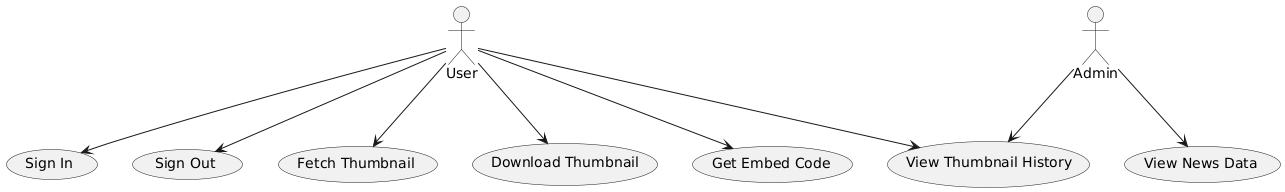 User
Admin
Sign In
Sign Out
Fetch Thumbnail
Download Thumbnail
Get Embed Code
View Thumbnail History
View News Data